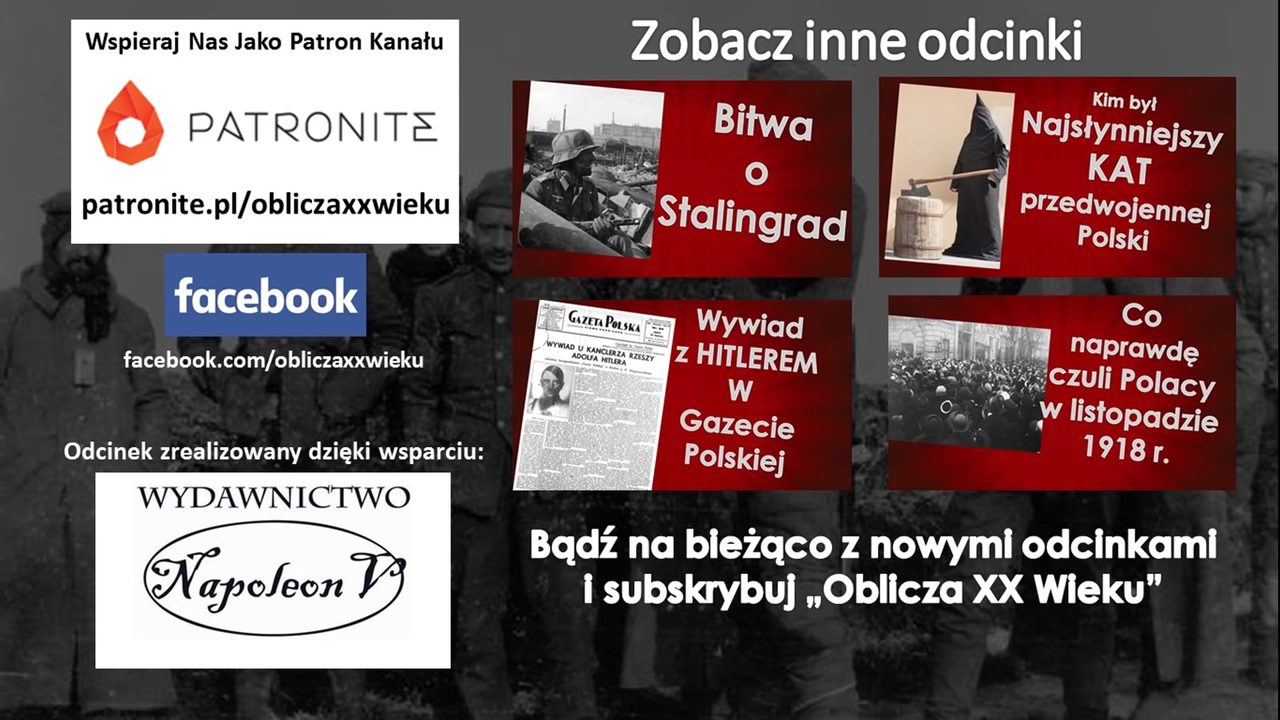 Wspieraj Nas Jako Patron Kanału
PATRONITE
patronite.pl/obliczaxxwieku
facebook
facebook.com/obliczaxxwieku
Odcinek zrealizowany dzięki wsparciu:
WYDAWNICTWO
Napoleon V
Zobacz inne odcinki
Bitwa
o
Stalingrad
Kim był
Najsłynniejszy
KAT
przedwojennej
Polski
GAZETA POLSKA
WYWIAD U KANCLERZA RZESZY
ADOLFA HITLERA
Wywiad
z HITLEREM
W
Gazecie
Polskiej
Co
naprawdę
czuli Polacy
w listopadzie
1918 r.
Bądź na bieżąco z nowymi odcinkami
i subskrybuj „Oblicza XX Wieku”